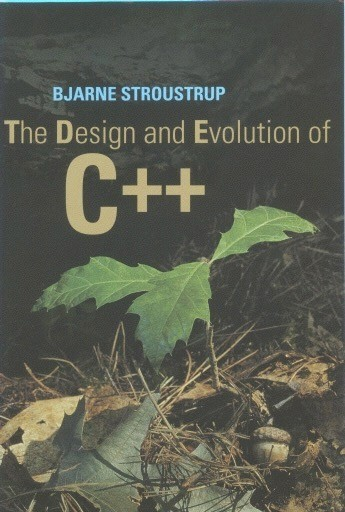 BJARNE STROUSTRUP
The Design and Evolution of
C++